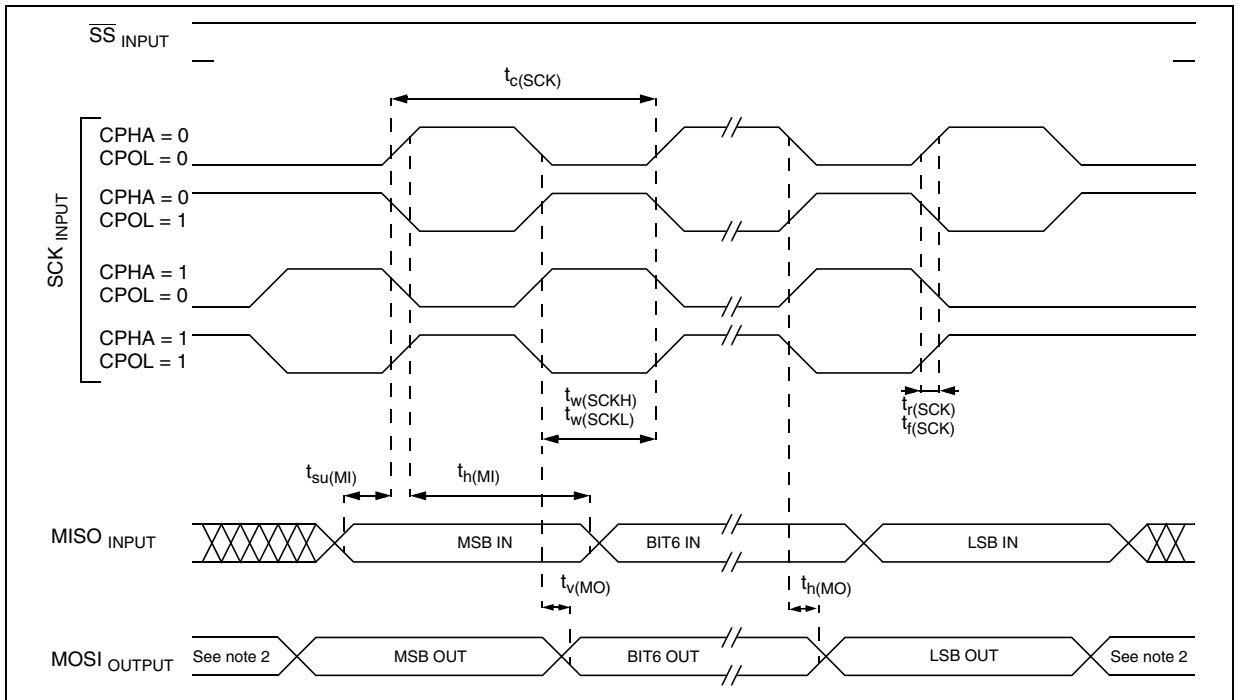 SS INPUT
tc(SCK)
SCK INPUT
CPHA = 0
CPOL = 0
CPHA = 0
CPOL = 1
CPHA = 1
CPOL = 0
CPHA = 1
CPOL = 1
tw(SCKH)
tw(SCKL)
tr(SCK)
tf(SCK)
tsu(MI)
th(MI)
MISO INPUT
MSB IN
BIT6 IN
LSB IN
tv(MO)
th(MO)
MOSI OUTPUT
See note 2
MSB OUT
BIT6 OUT
LSB OUT
See note 2